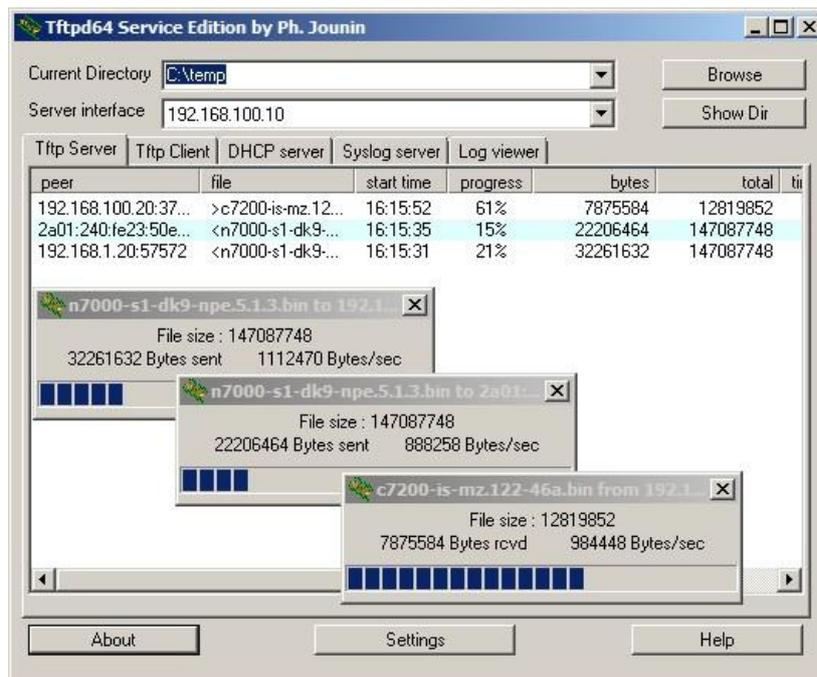 Tftpd64 Service Edition by Ph. Jounin
Current Directory C:\temp Browse
Server interface 192.168.100.10 Show Dir
Tftp Server Tftp Client DHCP server Syslog server Log viewer
peer file start time progress bytes total
192.168.100.20:37... >c7200-is-mz.12... 16:15:52 61% 7875584 12819852
2a01:240:fe23:50e... <n7000-s1-dk9-... 16:15:35 15% 22206464 147087748
192.168.1.20:57572 <n7000-s1-dk9-... 16:15:31 21% 32261632 147087748
n7000-s1-dk9-npe.5.1.3.bin to 192.1...
File size : 147087748
32261632 Bytes sent 1112470 Bytes/sec
n7000-s1-dk9-npe.5.1.3.bin to 2a01:...
File size : 147087748
22206464 Bytes sent 888258 Bytes/sec
c7200-is-mz.122-46a.bin from 192.1...
File size : 12819852
7875584 Bytes rcvd 984448 Bytes/sec
About Settings Help